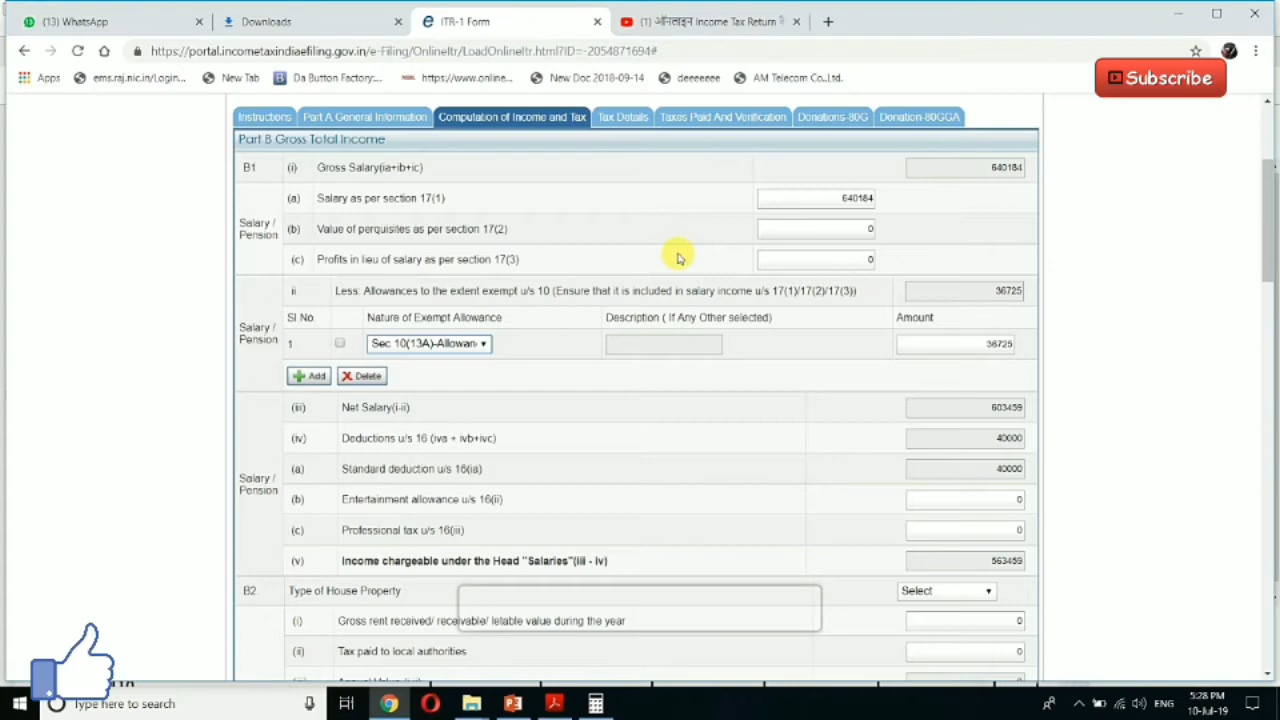 (13) WhatsApp
Downloads
ITR-1 Form
(1) ऑनलाइन Income Tax Return
https://portal.incometaxindiaefiling.gov.in/e-Filing/OnlineItr/LoadOnlineItr.html?ID=-2054871694#
Apps
ems.raj.nic.in/Login...
New Tab
Da Button Factory:...
https://www.online...
New Doc 2018-09-14
deeeeeee
AM Telecom Co.,Ltd.
Subscribe
Instructions
Part A General Information
Computation of Income and Tax
Tax Details
Taxes Paid And Verification
Donations-80G
Donation-80GGA
Part B Gross Total Income
B1 (i) Gross Salary(ia+ib+ic) 640184
(a) Salary as per section 17(1) 640184
Salary / Pension
(b) Value of perquisites as per section 17(2) 0
(c) Profits in lieu of salary as per section 17(3) 0
ii Less: Allowances to the extent exempt u/s 10 (Ensure that it is included in salary income u/s 17(1)/17(2)/17(3)) 36725
Salary / Pension
Sl No. Nature of Exempt Allowance Description ( If Any Other selected) Amount
1 Sec 10(13A)-Allowan 36725
Add Delete
(iii) Net Salary(i-ii) 603459
(iv) Deductions u/s 16 (iva + ivb+ivc) 40000
(a) Standard deduction u/s 16(ia) 40000
Salary / Pension
(b) Entertainment allowance u/s 16(ii) 0
(c) Professional tax u/s 16(iii) 0
(v) Income chargeable under the Head "Salaries"(iii - iv) 563459
B2. Type of House Property Select
(i) Gross rent received/ receivable/ letable value during the year 0
(ii) Tax paid to local authorities 0
Type here to search
ENG
5:28 PM
10-Jul-19